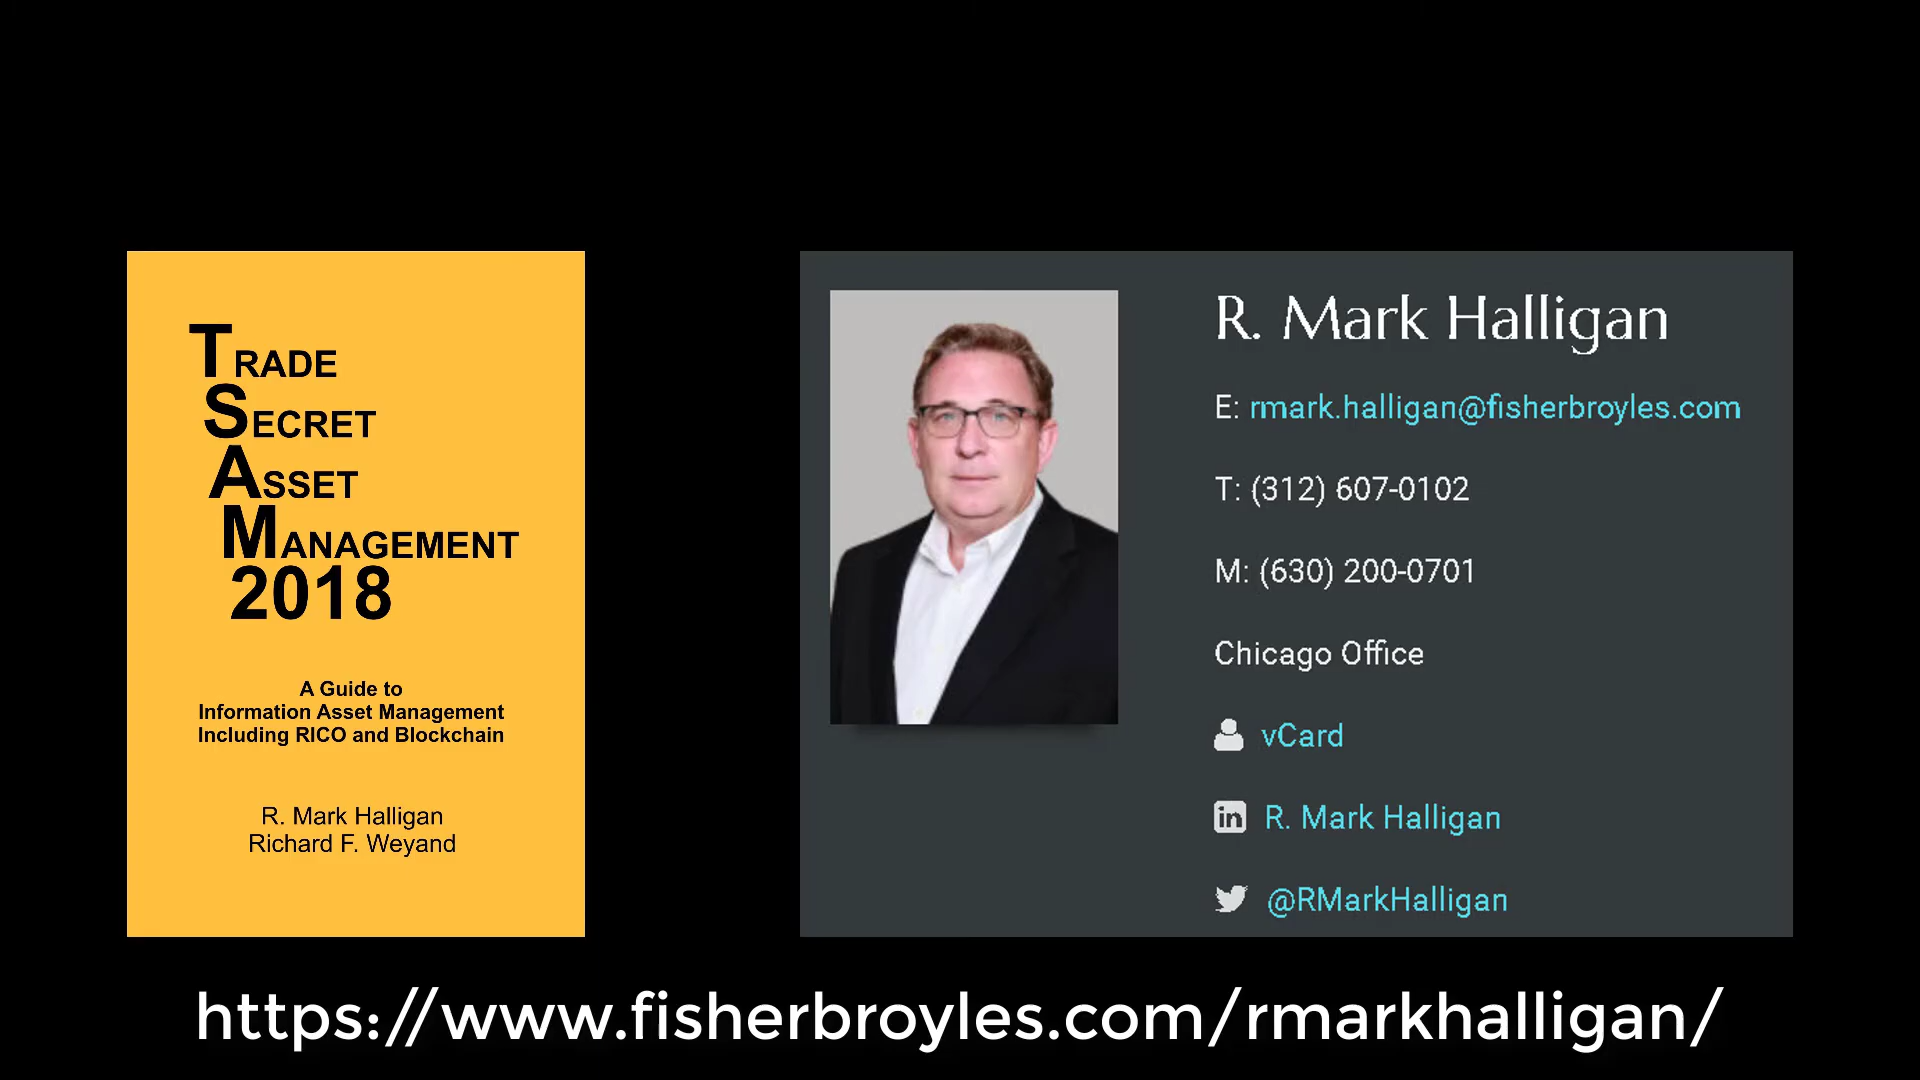 TRADE
SECRET
ASSET
MANAGEMENT
2018
A Guide to
Information Asset Management
Including RICO and Blockchain
R. Mark Halligan
Richard F. Weyand
R. Mark Halligan
E: rmark.halligan@fisherbroyles.com
T: (312) 607-0102
M: (630) 200-0701
Chicago Office
vCard
in R. Mark Halligan
@RMarkHalligan
https://www.fisherbroyles.com/rmarkhalligan/